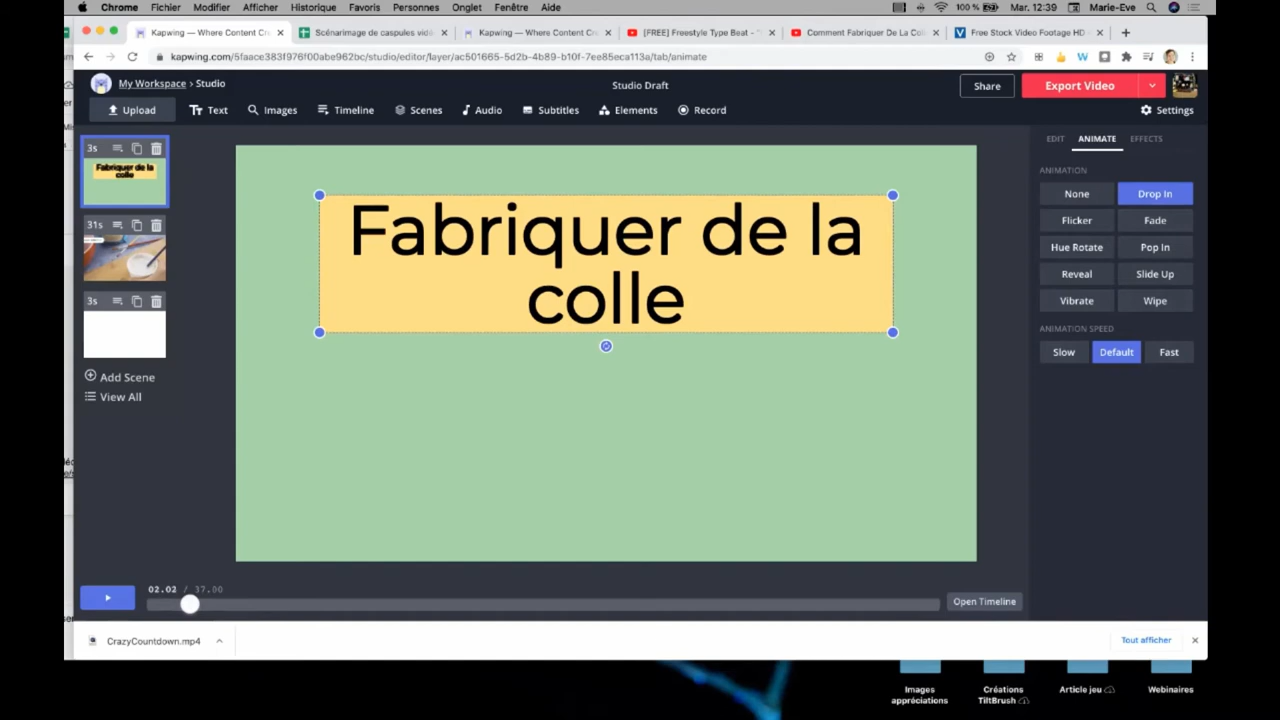 Chrome Fichier Modifier Afficher Historique Favoris Personnes Onglet Fenêtre Aide 100 % Mar. 12:39 Marie-Eve
Kapwing — Where Content Cr Scénarimage de caspules vidé Kapwing — Where Content Cr [FREE] Freestyle Type Beat - Comment Fabriquer De La Col Free Stock Video Footage HD
kapwing.com/5faace383f976f00abe962bc/studio/editor/layer/ac501665-5d2b-4b89-b10f-7ee85eca113a/tab/animate
My Workspace › Studio Studio Draft Share Export Video
Upload Text Images Timeline Scenes Audio Subtitles Elements Record Settings
3s
Fabriquer de la
colle
31s
3s
Add Scene
View All
Fabriquer de la
colle
EDIT ANIMATE EFFECTS
ANIMATION
None Drop In
Flicker Fade
Hue Rotate Pop In
Reveal Slide Up
Vibrate Wipe
ANIMATION SPEED
Slow Default Fast
02.02 / 37.00
Open Timeline
CrazyCountdown.mp4 Tout afficher
Images appréciations
Créations TiltBrush
Article jeu
Webinaires